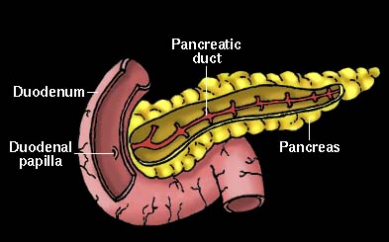 Pancreatic
duct
Duodenum
Duodenal
papilla
Pancreas